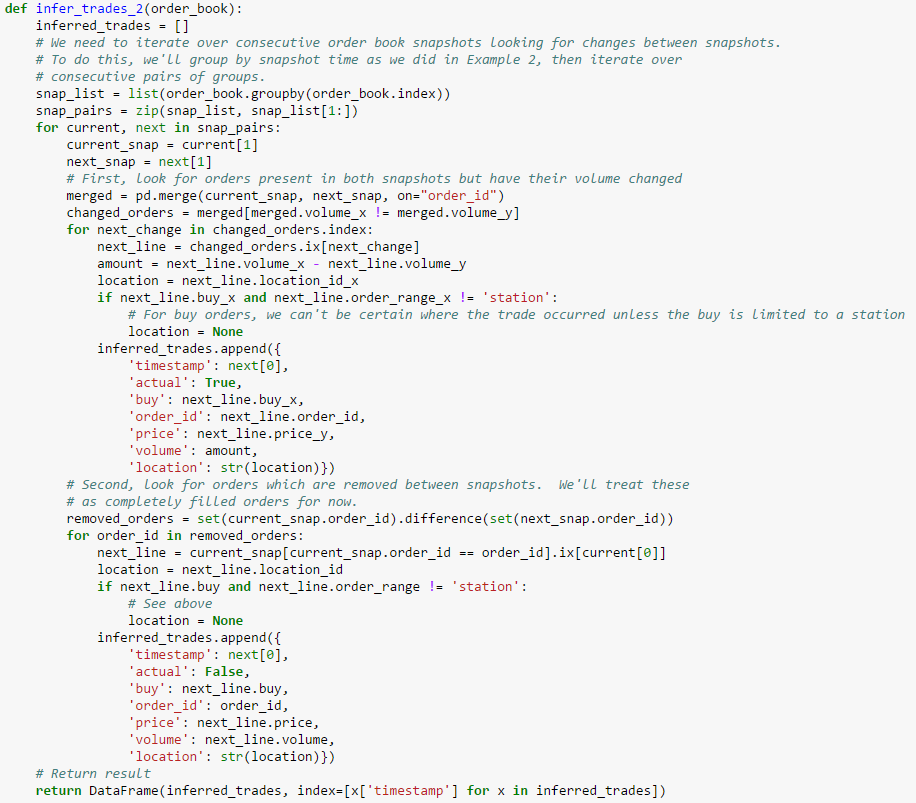 def infer_trades_2(order_book):
    inferred_trades = []
    # We need to iterate over consecutive order book snapshots looking for changes between snapshots.
    # To do this, we'll group by snapshot time as we did in Example 2, then iterate over
    # consecutive pairs of groups.
    snap_list = list(order_book.groupby(order_book.index))
    snap_pairs = zip(snap_list, snap_list[1:])
    for current, next in snap_pairs:
        current_snap = current[1]
        next_snap = next[1]
        # First, look for orders present in both snapshots but have their volume changed
        merged = pd.merge(current_snap, next_snap, on="order_id")
        changed_orders = merged[merged.volume_x != merged.volume_y]
        for next_change in changed_orders.index:
            next_line = changed_orders.ix[next_change]
            amount = next_line.volume_x - next_line.volume_y
            location = next_line.location_id_x
            if next_line.buy_x and next_line.order_range_x != 'station':
                # For buy orders, we can't be certain where the trade occurred unless the buy is limited to a station
                location = None
            inferred_trades.append({
                'timestamp': next[0],
                'actual': True,
                'buy': next_line.buy_x,
                'order_id': next_line.order_id,
                'price': next_line.price_y,
                'volume': amount,
                'location': str(location)})
        # Second, look for orders which are removed between snapshots.  We'll treat these
        # as completely filled orders for now.
        removed_orders = set(current_snap.order_id).difference(set(next_snap.order_id))
        for order_id in removed_orders:
            next_line = current_snap[current_snap.order_id == order_id].ix[current[0]]
            location = next_line.location_id
            if next_line.buy and next_line.order_range != 'station':
                # See above
                location = None
            inferred_trades.append({
                'timestamp': next[0],
                'actual': False,
                'buy': next_line.buy,
                'order_id': order_id,
                'price': next_line.price,
                'volume': next_line.volume,
                'location': str(location)})
    # Return result
    return DataFrame(inferred_trades, index=[x['timestamp'] for x in inferred_trades])